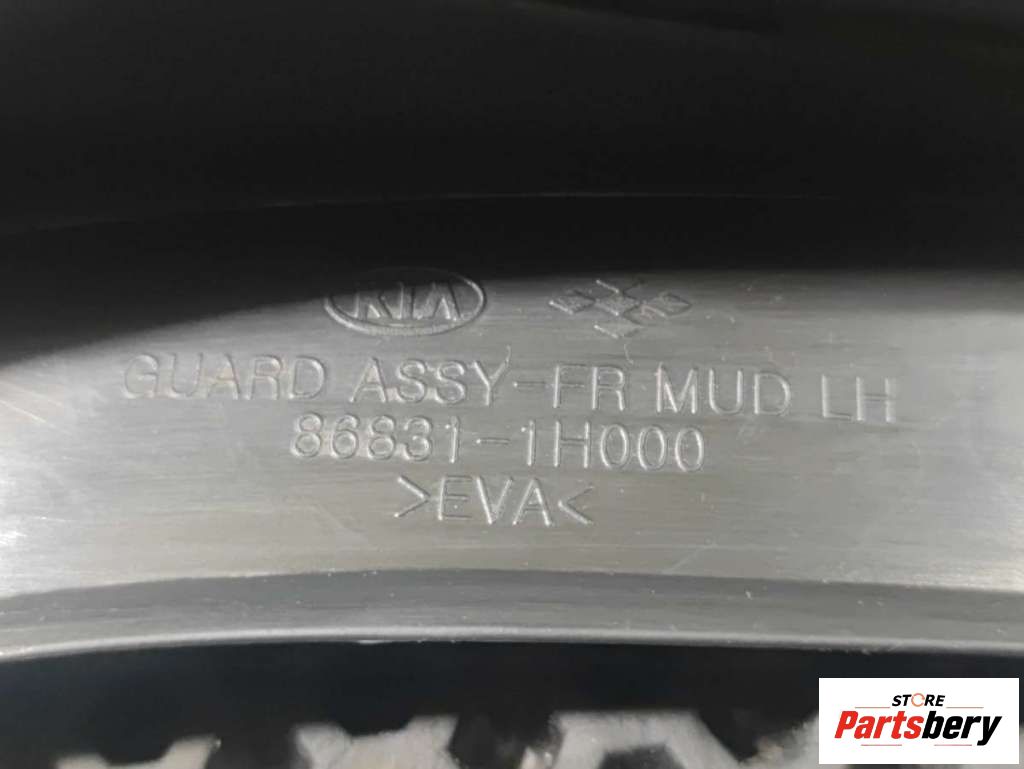 KIA
GUARD ASSY-FR MUD LH
86831-1H000
>EVA<
STORE
Partsbery